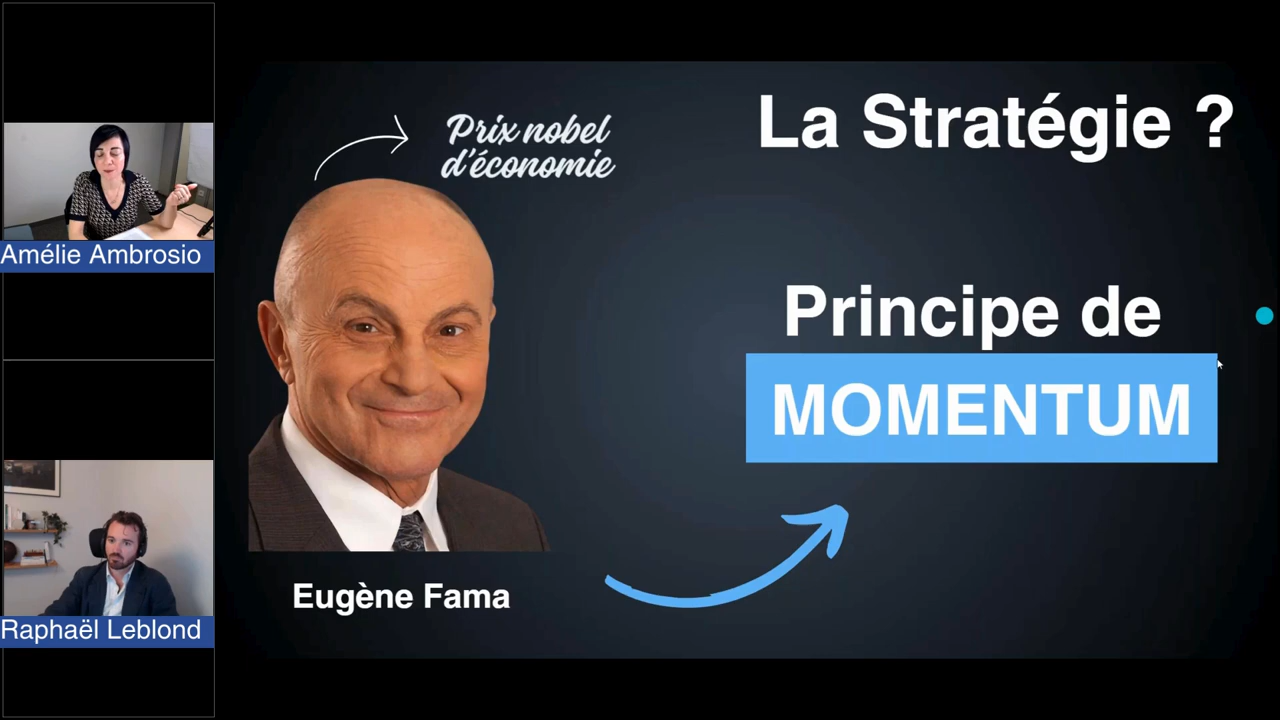 Amélie Ambrosio
Raphaël Leblond
La Stratégie ?
Prix nobel
d'économie
Principe de
MOMENTUM
Eugène Fama